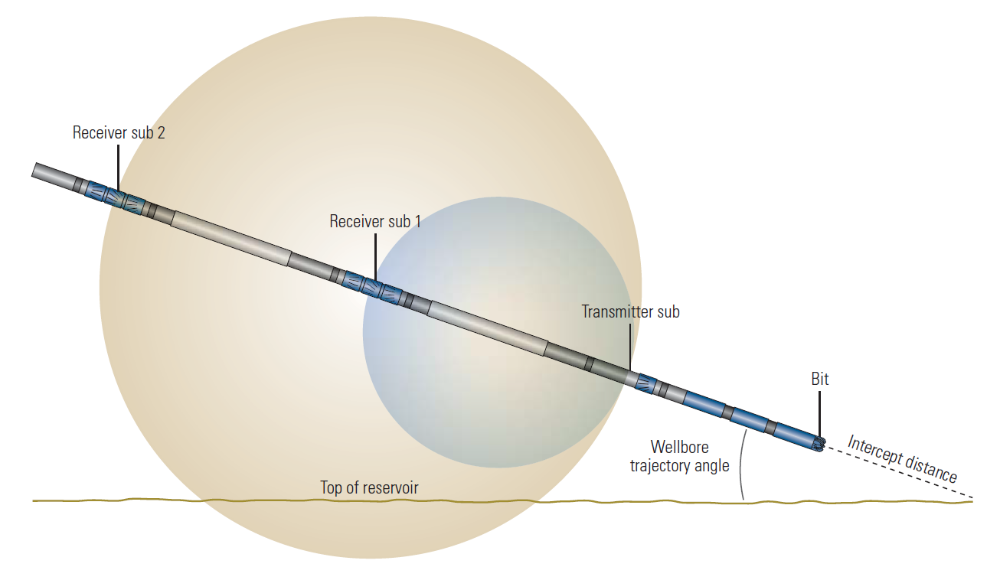 Receiver sub 2
Receiver sub 1
Transmitter sub
Bit
Intercept distance
Wellbore
trajectory angle
Top of reservoir